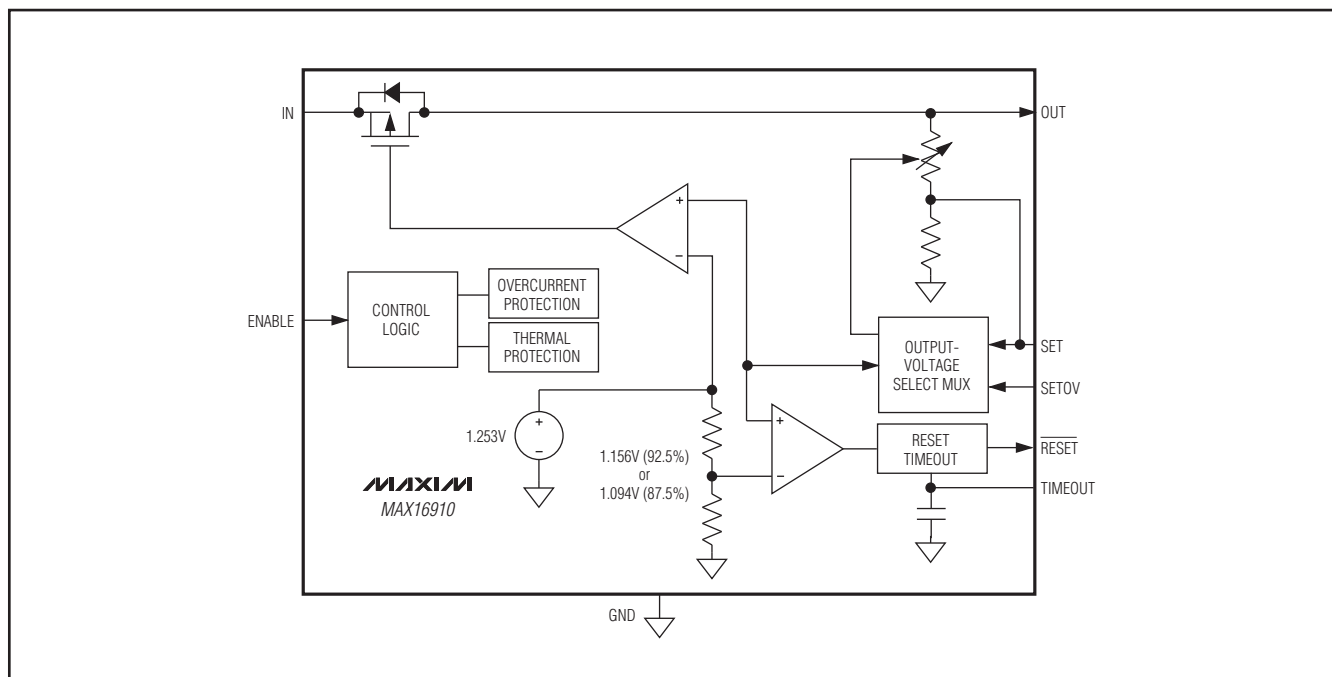 IN
OUT
+
−
OVERCURRENT
PROTECTION
CONTROL
LOGIC
ENABLE
THERMAL
PROTECTION
OUTPUT-
VOLTAGE
SELECT MUX
SET
SETOV
+
−
1.253V
+
−
1.156V (92.5%)
or
1.094V (87.5%)
RESET
TIMEOUT
RESET
TIMEOUT
MAXIM
MAX16910
GND